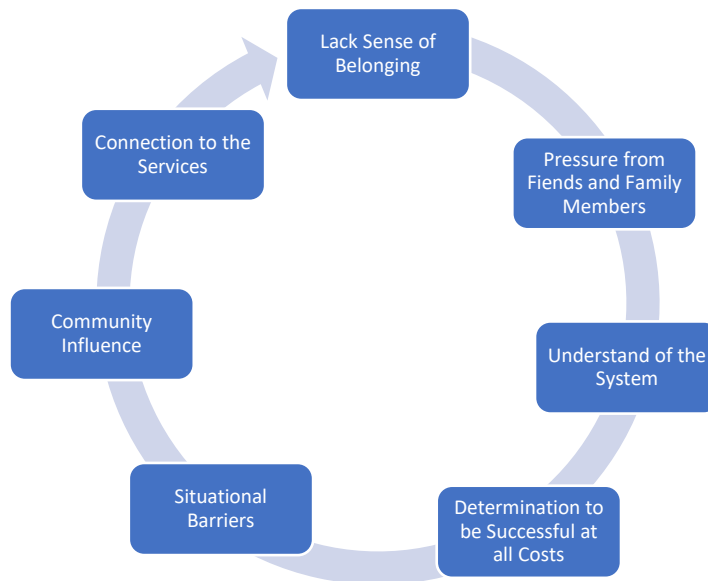 Lack Sense of
Belonging
Pressure from
Fiends and Family
Members
Understand of the
System
Determination to
be Successful at
all Costs
Situational
Barriers
Community
Influence
Connection to the
Services